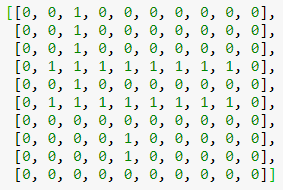 [[0, 0, 1, 0, 0, 0, 0, 0, 0, 0],
[0, 0, 1, 0, 0, 0, 0, 0, 0, 0],
[0, 0, 1, 0, 0, 0, 0, 0, 0, 0],
[0, 1, 1, 1, 1, 1, 1, 1, 1, 0],
[0, 0, 1, 0, 0, 0, 0, 0, 0, 0],
[0, 1, 1, 1, 1, 1, 1, 1, 1, 0],
[0, 0, 0, 0, 0, 0, 0, 0, 0, 0],
[0, 0, 0, 0, 1, 0, 0, 0, 0, 0],
[0, 0, 0, 0, 1, 0, 0, 0, 0, 0],
[0, 0, 0, 0, 0, 0, 0, 0, 0, 0]]